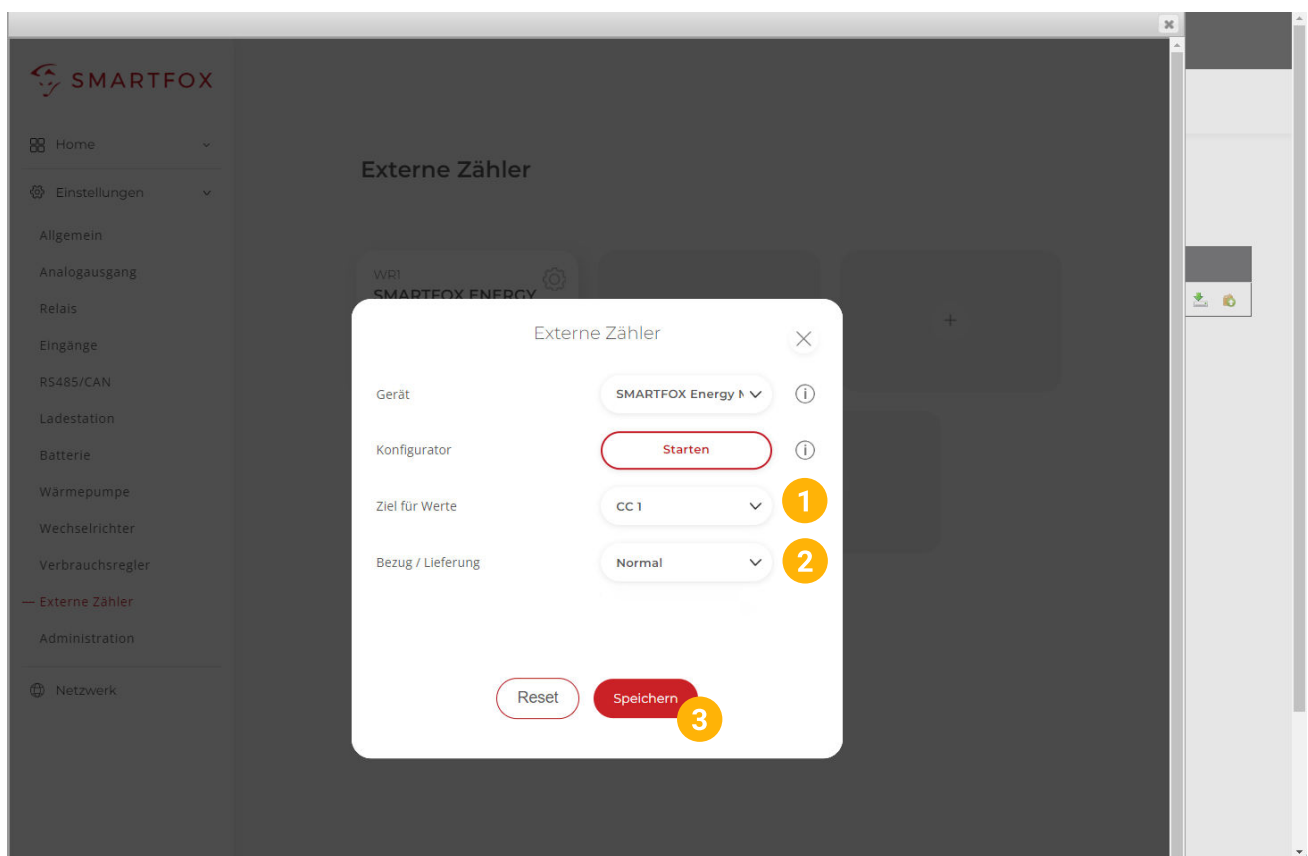 SMARTFOX
Home
Einstellungen
Allgemein
Analogausgang
Relais
Eingänge
RS485/CAN
Ladestation
Batterie
Wärmepumpe
Wechselrichter
Verbrauchsregler
Externe Zähler
Administration
Netzwerk
Externe Zähler
WR1
SMARTFOX ENERGY
Externe Zähler
Gerät SMARTFOX Energy
Konfigurator Starten
Ziel für Werte CC 1 1
Bezug / Lieferung Normal 2
Reset Speichern 3